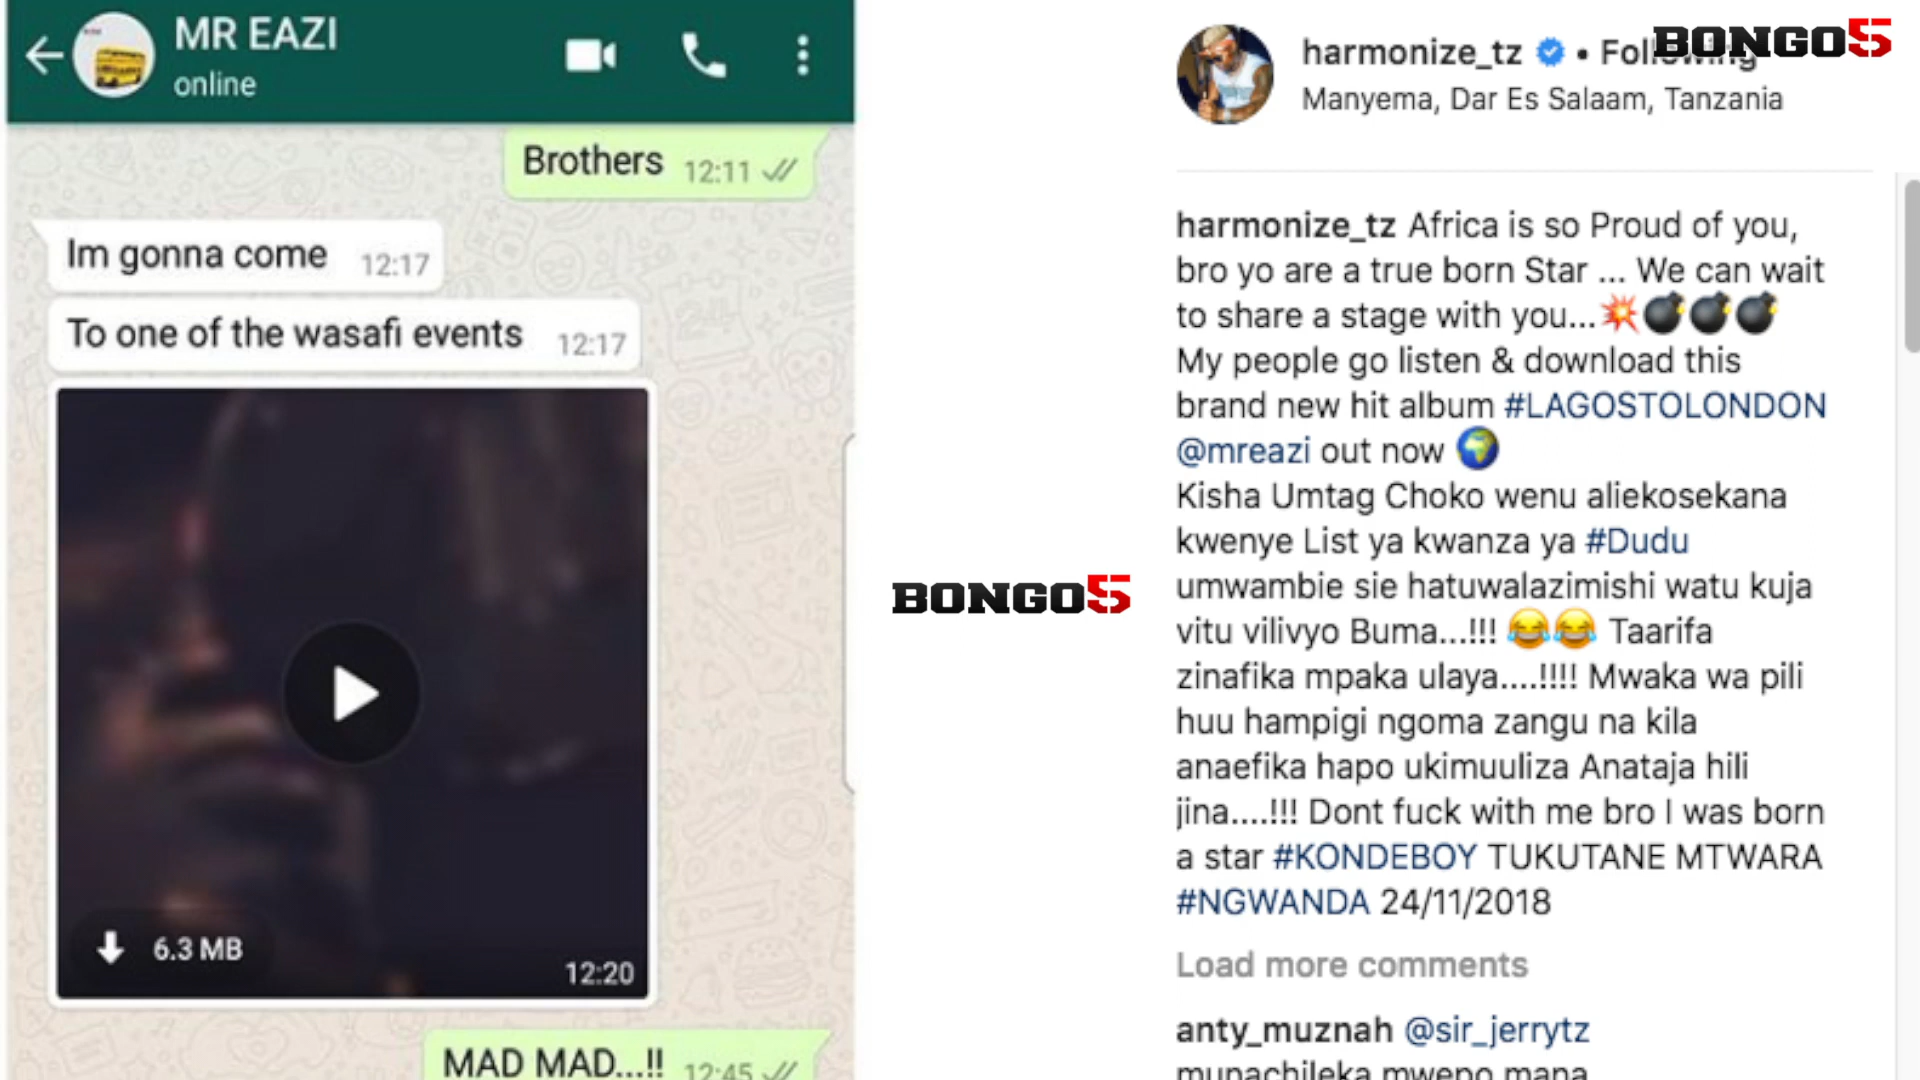 MR EAZI
online
Brothers 12:11
Im gonna come 12:17
To one of the wasafi events 12:17
6.3 MB
12:20
MAD MAD...!! 12:45
BONGO5
harmonize_tz • Following
BONGO5
Manyema, Dar Es Salaam, Tanzania
harmonize_tz Africa is so Proud of you,
bro yo are a true born Star ... We can wait
to share a stage with you...💥💣💣💣
My people go listen & download this
brand new hit album #LAGOSTOLONDON
@mreazi out now 🌍
Kisha Umtag Choko wenu aliekosekana
kwenye List ya kwanza ya #Dudu
umwambie sie hatuwalazimishi watu kuja
vitu vilivyo Buma...!!! 😂😂 Taarifa
zinafika mpaka ulaya....!!!! Mwaka wa pili
huu hampigi ngoma zangu na kila
anaefika hapo ukimuuliza Anataja hili
jina....!!! Dont fuck with me bro I was born
a star #KONDEBOY TUKUTANE MTWARA
#NGWANDA 24/11/2018
Load more comments
anty_muznah @sir_jerrytz
munachileka mwepo mapa